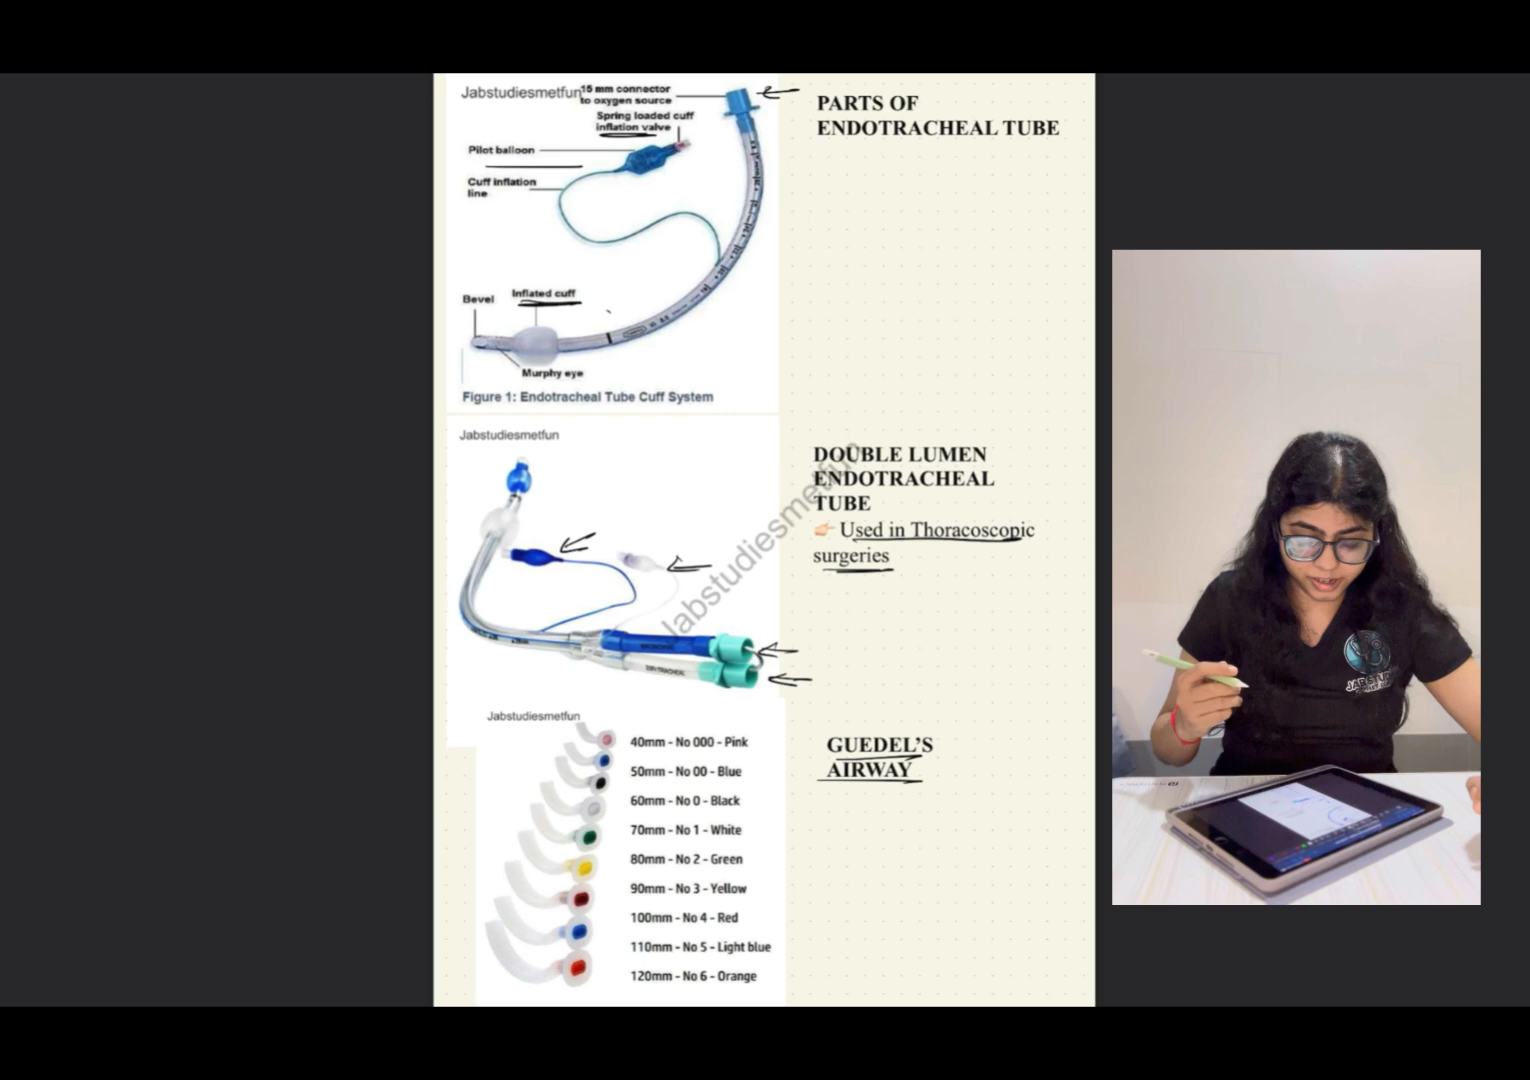 Jabstudiesmetfun
15 mm connector
to oxygen source
Spring loaded cuff
inflation valve
Pilot balloon
Cuff inflation
line
Bevel
Inflated cuff
Murphy eye
Figure 1: Endotracheal Tube Cuff System
PARTS OF
ENDOTRACHEAL TUBE
Jabstudiesmetfun
DOUBLE LUMEN
ENDOTRACHEAL
TUBE
👉 Used in Thoracoscopic
surgeries
Jabstudiesmetfun
Jabstudiesmetfun
40mm - No 000 - Pink
50mm - No 00 - Blue
60mm - No 0 - Black
70mm - No 1 - White
80mm - No 2 - Green
90mm - No 3 - Yellow
100mm - No 4 - Red
110mm - No 5 - Light blue
120mm - No 6 - Orange
GUEDEL'S
AIRWAY